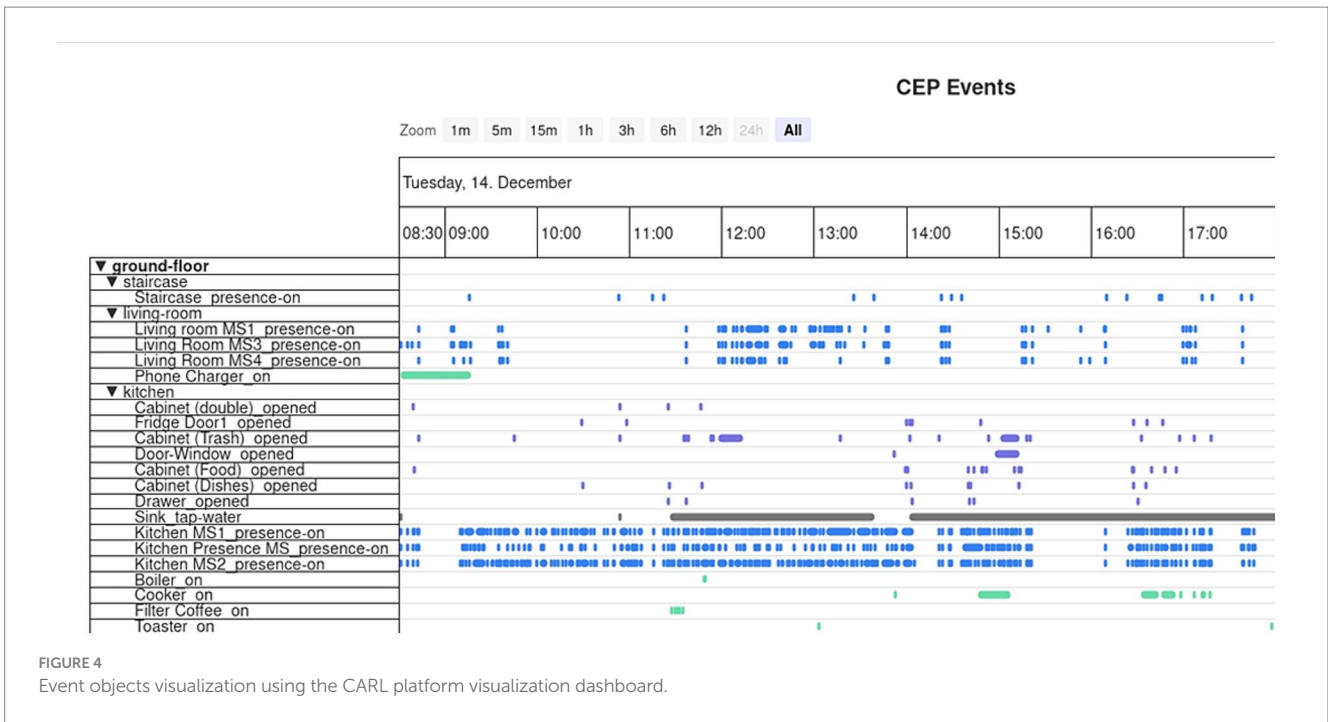 CEP Events
Zoom 1m 5m 15m 1h 3h 6h 12h 24h All
Tuesday, 14. December
08:30 09:00 10:00 11:00 12:00 13:00 14:00 15:00 16:00 17:00
▼ ground-floor
▼ staircase
Staircase_presence-on
▼ living-room
Living room MS1_presence-on
Living Room MS3_presence-on
Living Room MS4_presence-on
Phone Charger_on
▼ kitchen
Cabinet (double)_opened
Fridge Door1_opened
Cabinet (Trash)_opened
Door-Window_opened
Cabinet (Food)_opened
Cabinet (Dishes)_opened
Drawer_opened
Sink_tap-water
Kitchen MS1_presence-on
Kitchen Presence MS_presence-on
Kitchen MS2_presence-on
Boiler_on
Cooker_on
Filter Coffee_on
Toaster_on
FIGURE 4
Event objects visualization using the CARL platform visualization dashboard.